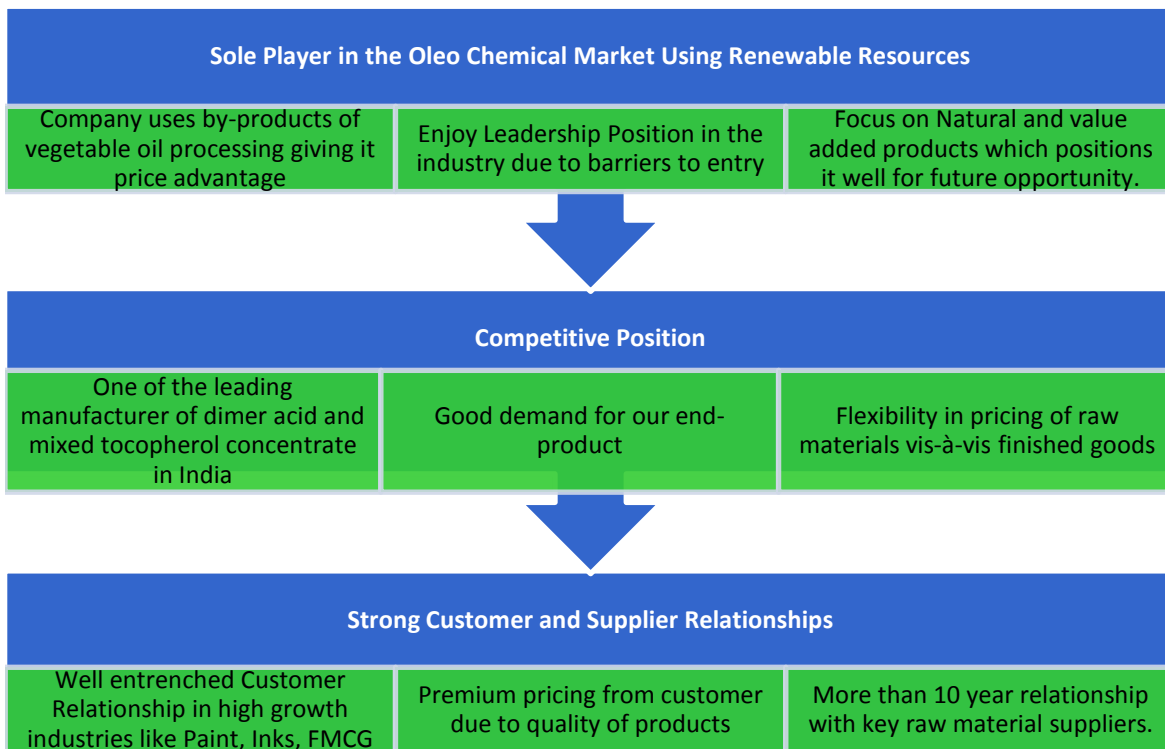 Sole Player in the Oleo Chemical Market Using Renewable Resources
Company uses by-products of
vegetable oil processing giving it
price advantage
Enjoy Leadership Position in the
industry due to barriers to entry
Focus on Natural and value
added products which positions
it well for future opportunity.
Competitive Position
One of the leading
manufacturer of dimer acid and
mixed tocopherol concentrate
in India
Good demand for our end-
product
Flexibility in pricing of raw
materials vis-à-vis finished goods
Strong Customer and Supplier Relationships
Well entrenched Customer
Relationship in high growth
industries like Paint, Inks, FMCG
Premium pricing from customer
due to quality of products
More than 10 year relationship
with key raw material suppliers.